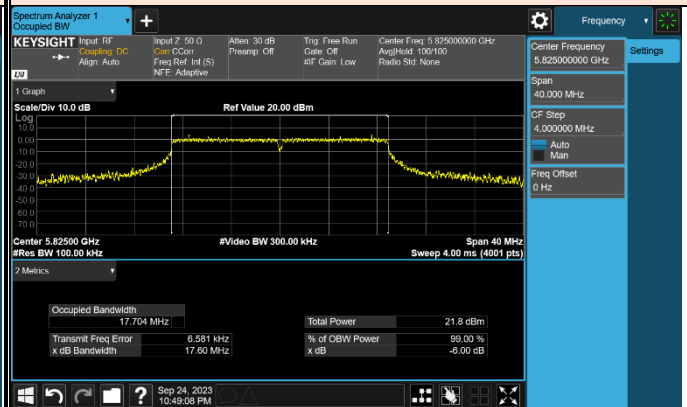 Spectrum Analyzer 1
Occupied BW
+
Frequency
KEYSIGHT
Input: RF
Coupling: DC
Align: Auto
Input Z: 50 Ω
Corr CCorr
Freq Ref: Int (S)
NFE: Adaptive
Atten: 30 dB
Preamp: Off
Trig: Free Run
Gate: Off
#IF Gain: Low
Center Freq: 5.825000000 GHz
Avg|Hold: 100/100
Radio Std: None
LXI
Center Frequency
5.825000000 GHz
Settings
Span
40.000 MHz
CF Step
4.000000 MHz
Auto
Man
Freq Offset
0 Hz
1 Graph
Scale/Div 10.0 dB
Ref Value 20.00 dBm
Log
10.0
0.00
-10.0
-20.0
-30.0
-40.0
-50.0
-60.0
-70.0
Center 5.82500 GHz
#Video BW 300.00 kHz
Span 40 MHz
#Res BW 100.00 kHz
Sweep 4.00 ms (4001 pts)
2 Metrics
Occupied Bandwidth
17.704 MHz
Total Power 21.8 dBm
Transmit Freq Error 6.581 kHz
% of OBW Power 99.00 %
x dB Bandwidth 17.60 MHz
x dB -6.00 dB
?
Sep 24, 2023
10:49:08 PM